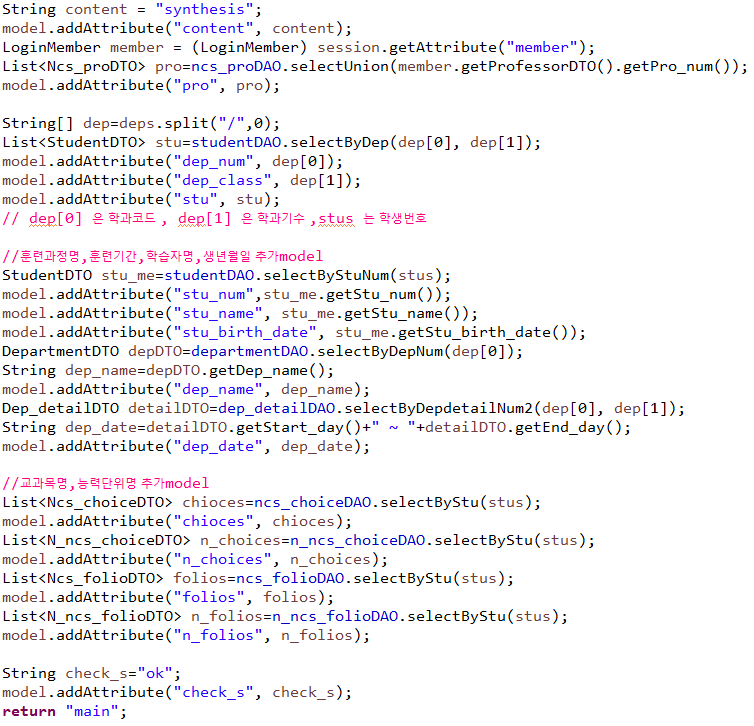 String content = "synthesis";
model.addAttribute("content", content);
LoginMember member = (LoginMember) session.getAttribute("member");
List<Ncs_proDTO> pro=ncs_proDAO.selectUnion(member.getProfessorDTO().getPro_num());
model.addAttribute("pro", pro);
String[] dep=deps.split("/",0);
List<StudentDTO> stu=studentDAO.selectByDep(dep[0], dep[1]);
model.addAttribute("dep_num", dep[0]);
model.addAttribute("dep_class", dep[1]);
model.addAttribute("stu", stu);
// dep[0] 은 학과코드 , dep[1] 은 학과기수 ,stus 는 학생번호
//훈련과정명,훈련기간,학습자명,생년월일 추가model
StudentDTO stu_me=studentDAO.selectByStuNum(stus);
model.addAttribute("stu_num",stu_me.getStu_num());
model.addAttribute("stu_name", stu_me.getStu_name());
model.addAttribute("stu_birth_date", stu_me.getStu_birth_date());
DepartmentDTO depDTO=departmentDAO.selectByDepNum(dep[0]);
String dep_name=depDTO.getDep_name();
model.addAttribute("dep_name", dep_name);
Dep_detailDTO detailDTO=dep_detailDAO.selectByDepdetailNum2(dep[0], dep[1]);
String dep_date=detailDTO.getStart_day()+" ~ "+detailDTO.getEnd_day();
model.addAttribute("dep_date", dep_date);
//교과목명,능력단위명 추가model
List<Ncs_choiceDTO> chioces=ncs_choiceDAO.selectByStu(stus);
model.addAttribute("chioces", chioces);
List<N_ncs_choiceDTO> n_choices=n_ncs_choiceDAO.selectByStu(stus);
model.addAttribute("n_choices", n_choices);
List<Ncs_folioDTO> folios=ncs_folioDAO.selectByStu(stus);
model.addAttribute("folios", folios);
List<N_ncs_folioDTO> n_folios=n_ncs_folioDAO.selectByStu(stus);
model.addAttribute("n_folios", n_folios);
String check_s="ok";
model.addAttribute("check_s", check_s);
return "main";